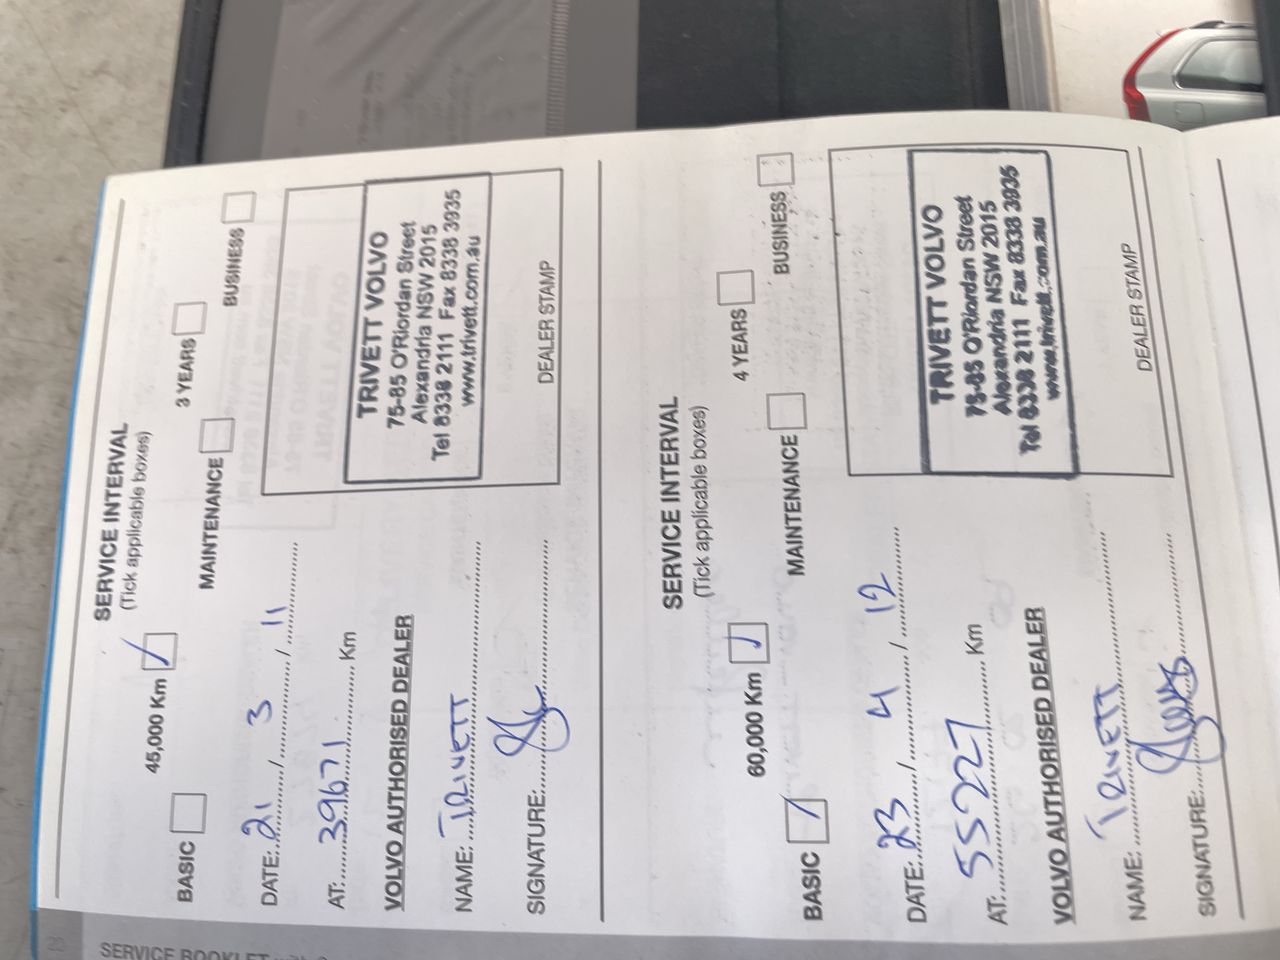 SERVICE INTERVAL
(Tick applicable boxes)
45,000 Km 3 YEARS
BASIC MAINTENANCE BUSINESS
DATE: 21 / 3 / 11
AT: 39671 Km
VOLVO AUTHORISED DEALER
NAME: TRIVETT
SIGNATURE:
TRIVETT VOLVO
75-85 O'Riordan Street
Alexandria NSW 2015
Tel 8338 2111 Fax 8338 3935
www.trivett.com.au
DEALER STAMP
SERVICE INTERVAL
(Tick applicable boxes)
60,000 Km 4 YEARS
BASIC MAINTENANCE BUSINESS
DATE: 23 / 4 / 12
AT: 55227 Km
VOLVO AUTHORISED DEALER
NAME: TRIVETT
SIGNATURE:
TRIVETT VOLVO
75-85 O'Riordan Street
Alexandria NSW 2015
Tel 8338 2111 Fax 8338 3935
www.trivett.com.au
DEALER STAMP
20
SERVICE BOOKLET